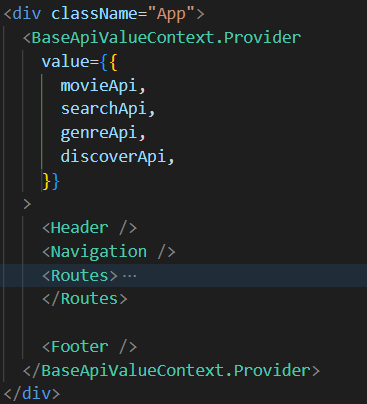 <div className="App">
<BaseApiValueContext.Provider
value={{
movieApi,
searchApi,
genreApi,
discoverApi,
}}
>
<Header />
<Navigation />
<Routes>···
</Routes>
<Footer />
</BaseApiValueContext.Provider>
</div>